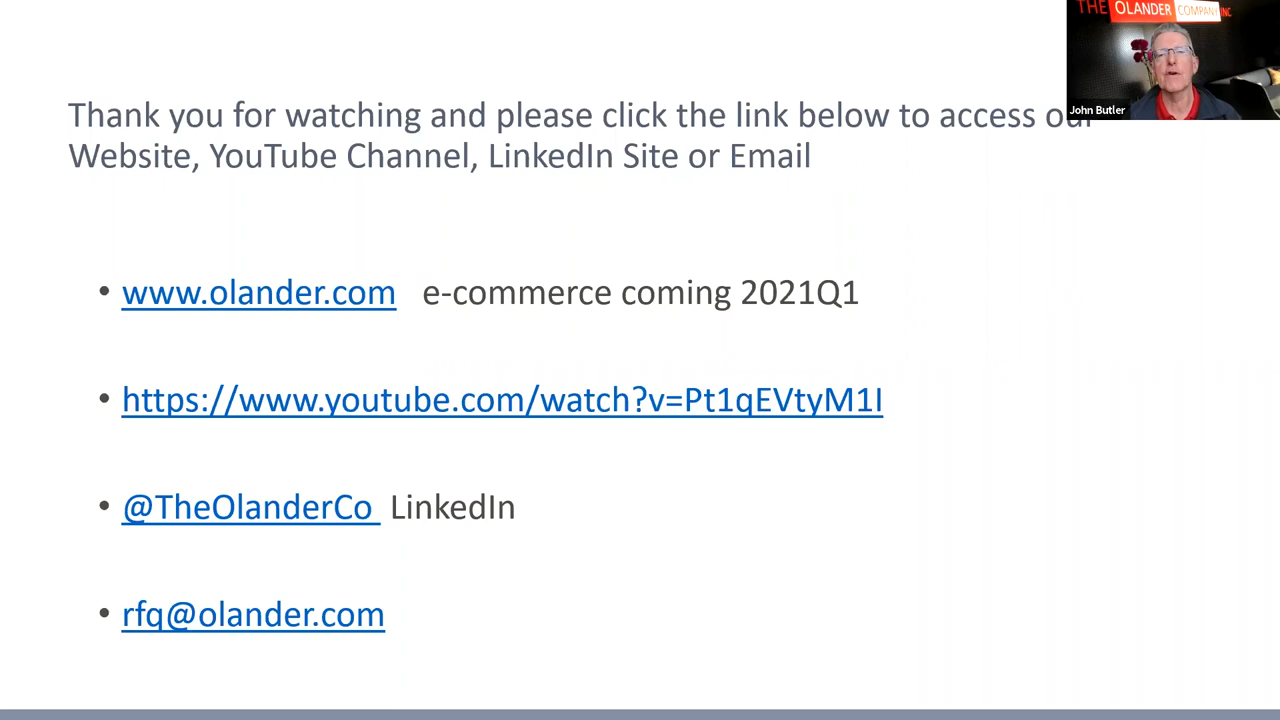 THE OLANDER COMPANY INC
John Butler
Thank you for watching and please click the link below to access our
Website, YouTube Channel, LinkedIn Site or Email
• www.olander.com e-commerce coming 2021Q1
• https://www.youtube.com/watch?v=Pt1qEVtyM1I
• @TheOlanderCo LinkedIn
• rfq@olander.com